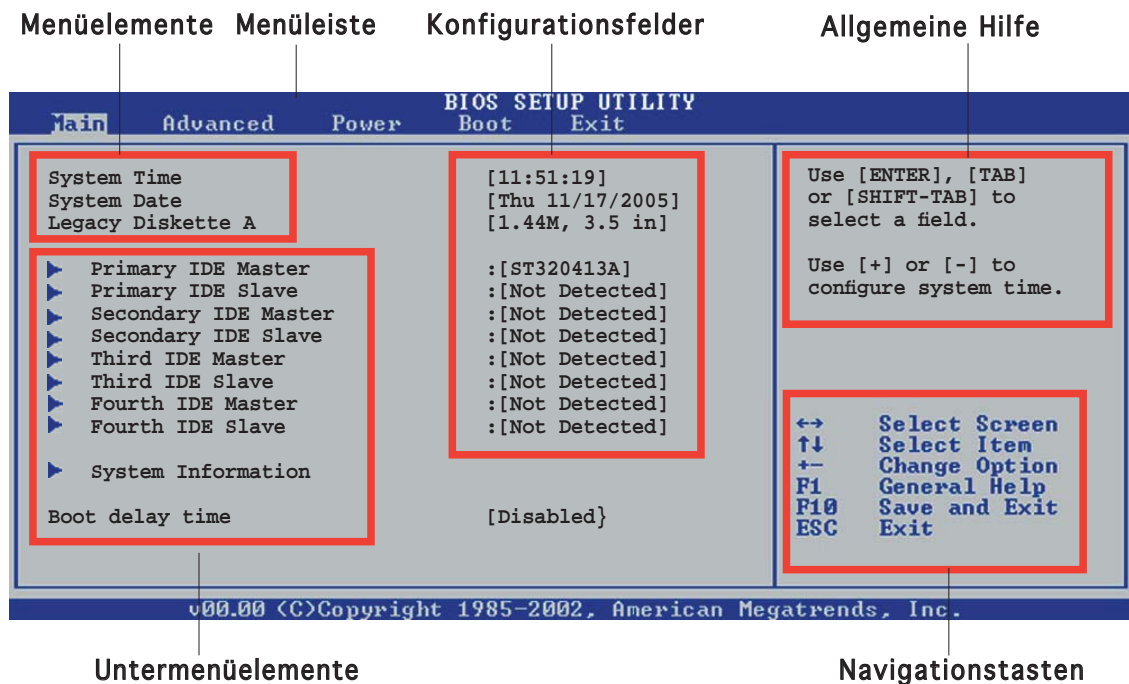 Menüelemente Menüleiste Konfigurationsfelder Allgemeine Hilfe
BIOS SETUP UTILITY
Main Advanced Power Boot Exit
System Time [11:51:19]
System Date [Thu 11/17/2005]
Legacy Diskette A [1.44M, 3.5 in]
Primary IDE Master :[ST320413A]
Primary IDE Slave :[Not Detected]
Secondary IDE Master :[Not Detected]
Secondary IDE Slave :[Not Detected]
Third IDE Master :[Not Detected]
Third IDE Slave :[Not Detected]
Fourth IDE Master :[Not Detected]
Fourth IDE Slave :[Not Detected]
System Information
Boot delay time [Disabled}
Use [ENTER], [TAB]
or [SHIFT-TAB] to
select a field.
Use [+] or [-] to
configure system time.
↔ Select Screen
↑↓ Select Item
+- Change Option
F1 General Help
F10 Save and Exit
ESC Exit
v00.00 (C)Copyright 1985-2002, American Megatrends, Inc.
Untermenüelemente Navigationstasten